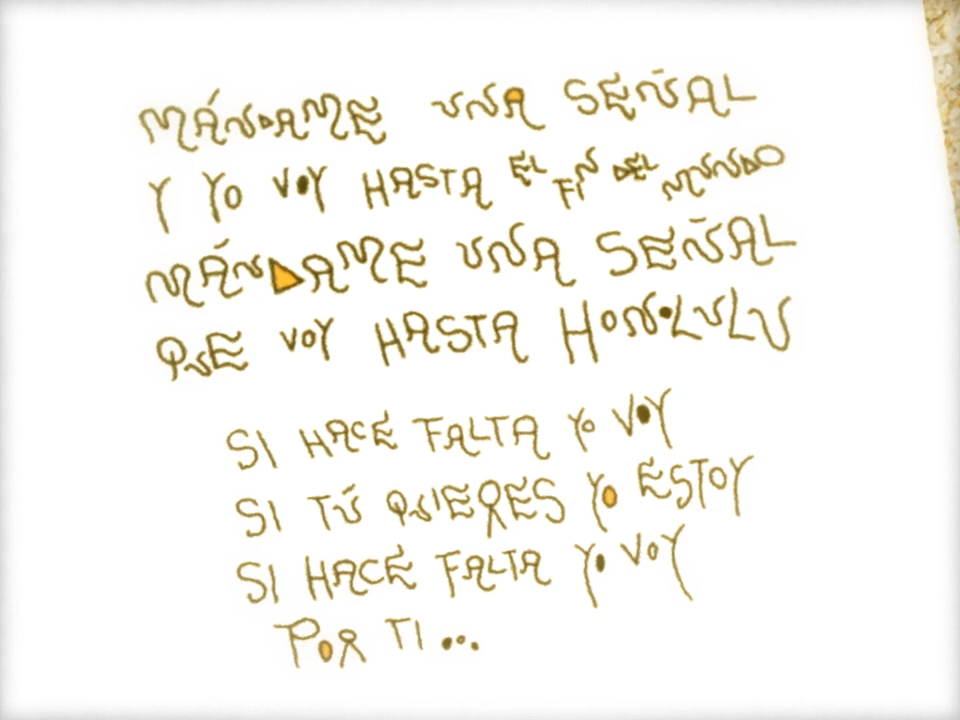 MÁNDAME UNA SEÑAL
Y YO VOY HASTA EL FIN DEL MUNDO
MÁNDAME UNA SEÑAL
QUE VOY HASTA HONOLULU
SI HACE FALTA YO VOY
SI TÚ QUIERES YO ESTOY
SI HACE FALTA YO VOY
POR TI...